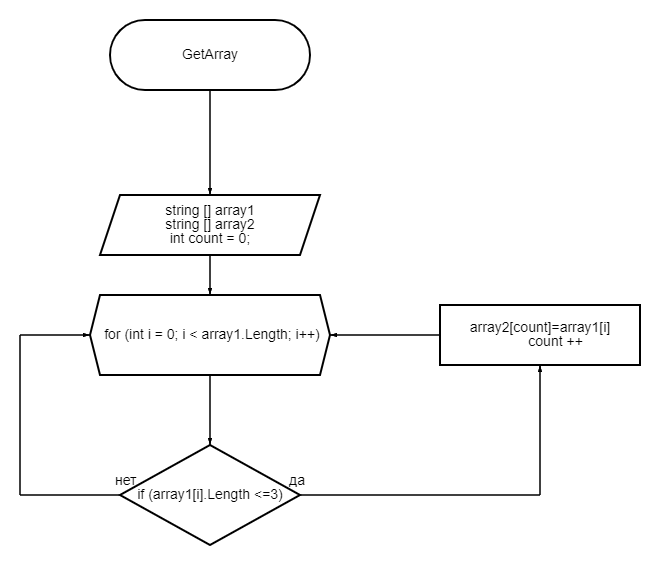 GetArray
string [] array1
string [] array2
int count = 0;
for (int i = 0; i < array1.Length; i++)
array2[count]=array1[i]
count ++
нет
да
if (array1[i].Length <=3)